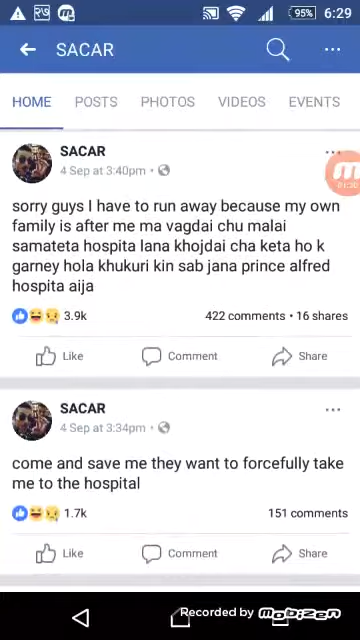 95% 6:29
SACAR
HOME POSTS PHOTOS VIDEOS EVENTS
SACAR
4 Sep at 3:40pm
sorry guys I have to run away because my own
family is after me ma vagdai chu malai
samateta hospita lana khojdai cha keta ho k
garney hola khukuri kin sab jana prince alfred
hospita aija
3.9k 422 comments • 16 shares
Like Comment Share
SACAR
4 Sep at 3:34pm
come and save me they want to forcefully take
me to the hospital
1.7k 151 comments
Like Comment Share
Recorded by mobizen